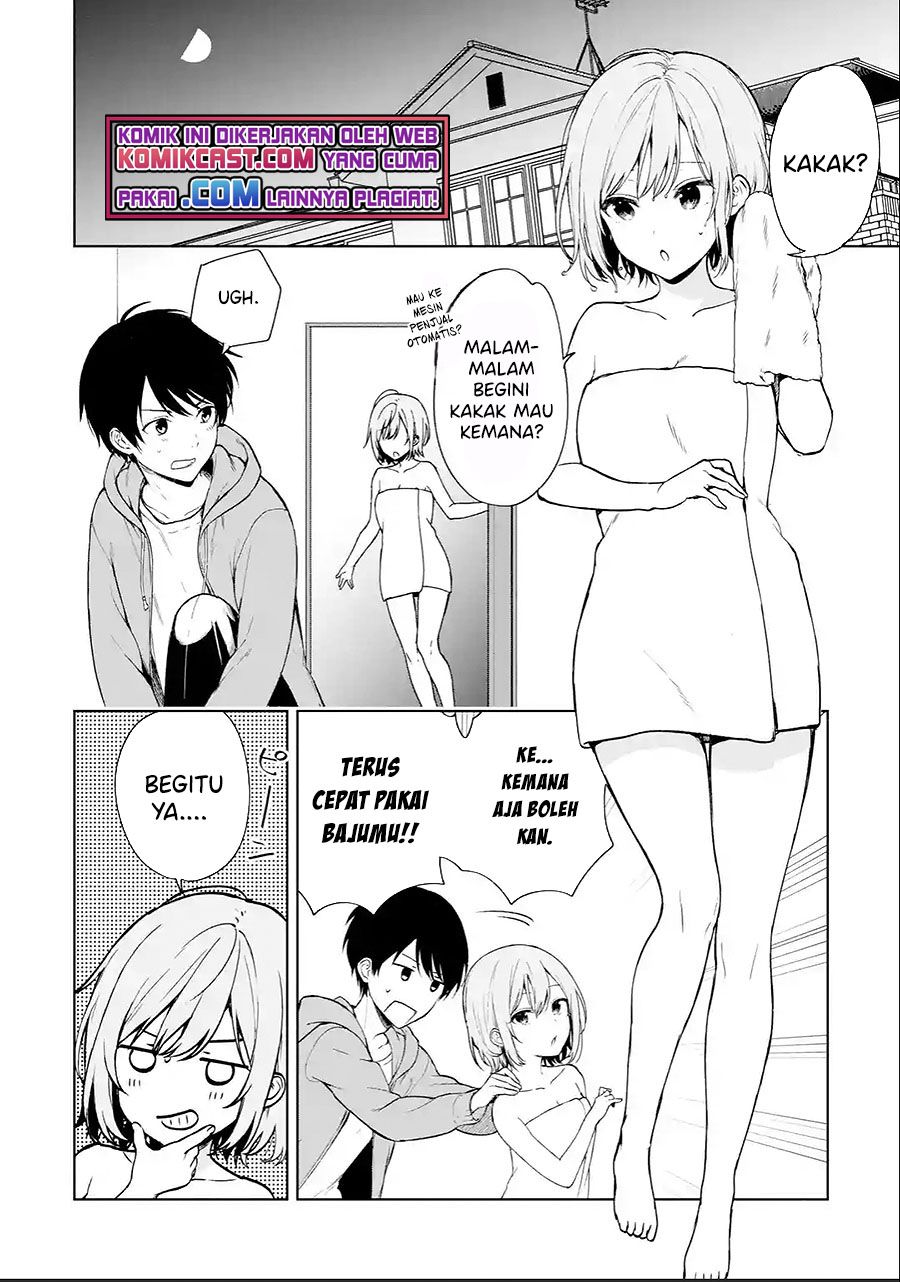 KAKAK?
KOMIK INI DIKERJAKAN OLEH WEB
KOMIKCAST.COM YANG CUMA
PAKAI .COM LAINNYA PLAGIAT!
MALAM-
MALAM
BEGINI
KAKAK MAU
KEMANA?
MAU KE
MESIN
PENJUAL
OTOMATIS?
UGH.
KE...
KEMANA
AJA BOLEH
KAN.
TERUS
CEPAT PAKAI
BAJUMU!!
BEGITU
YA....